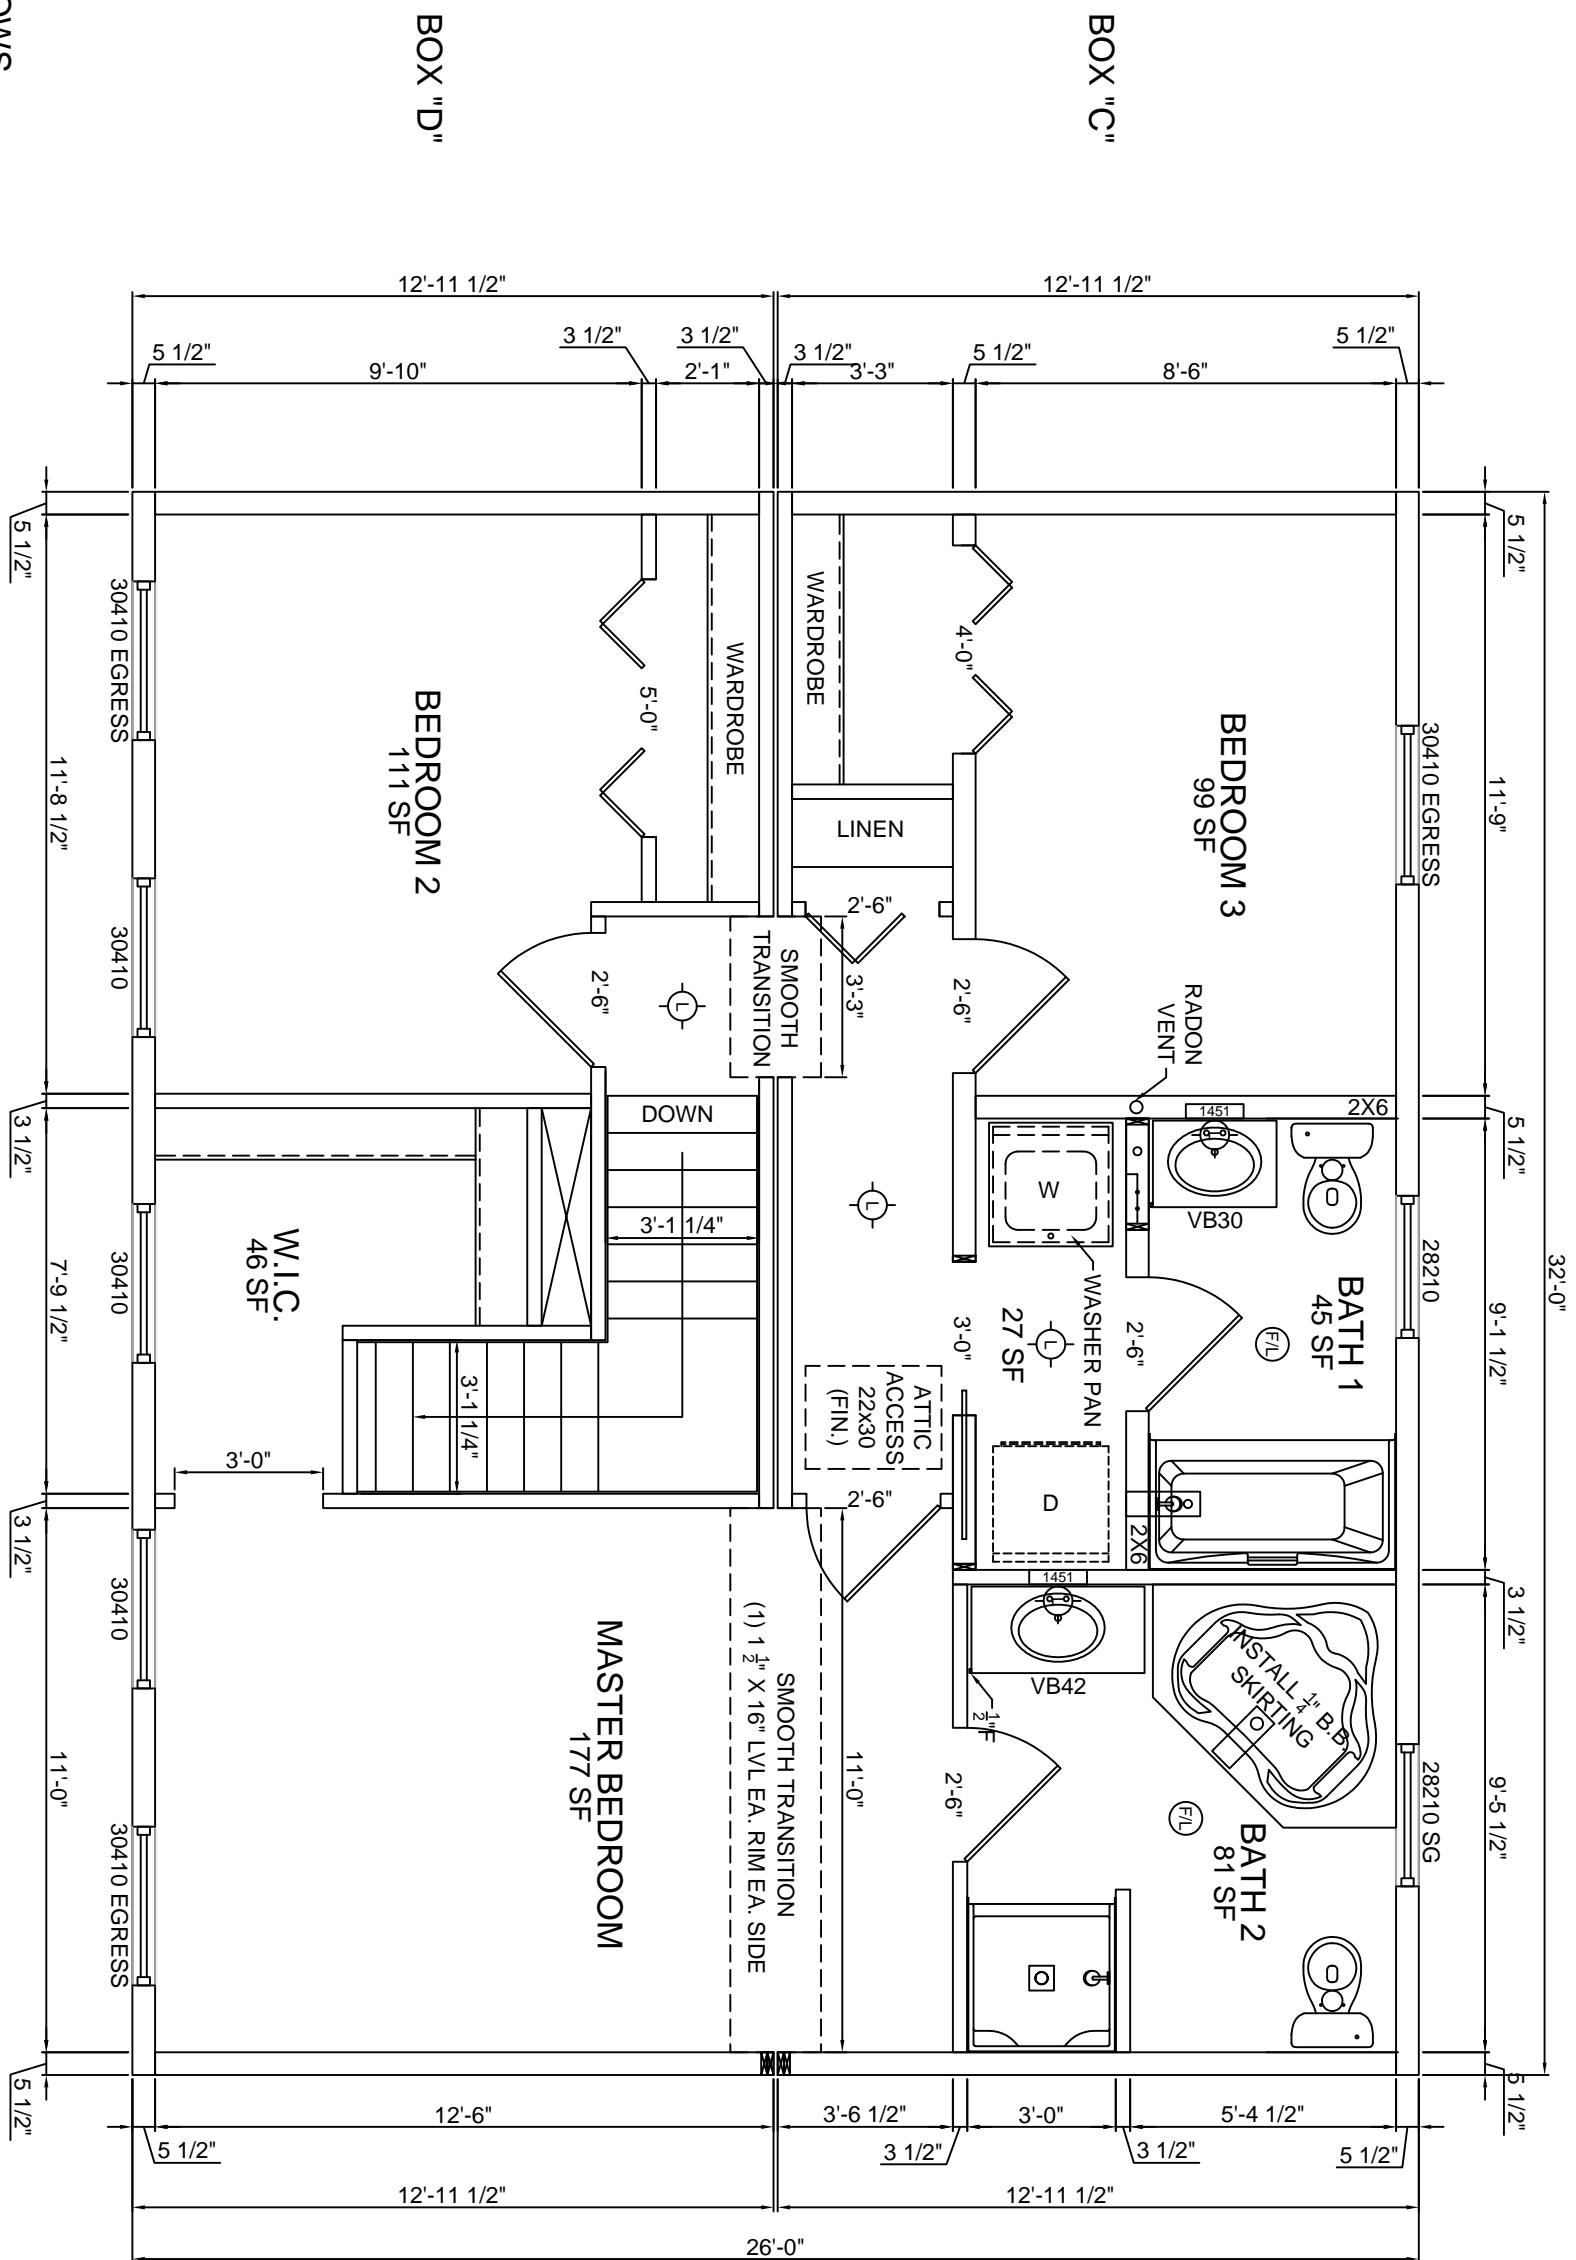 OWS
BOX "D"
BOX "C"
12'-11 1/2"
12'-11 1/2"
5 1/2"
9'-10"
3 1/2"
2'-1"
3 1/2"
3 1/2"
3'-3"
5 1/2"
8'-6"
5 1/2"
5 1/2"
11'-9"
5 1/2"
9'-1 1/2"
3 1/2"
9'-5 1/2"
5 1/2"
32'-0"
30410 EGRESS
28210
28210 SG
BEDROOM 3
99 SF
WARDROBE
4'-0"
LINEN
2'-6"
2'-6"
3'-3"
SMOOTH
TRANSITION
RADON
VENT
1451
2X6
VB30
W
WASHER PAN
BATH 1
45 SF
F/L
2'-6"
27 SF
L
3'-0"
L
ATTIC
ACCESS
22x30
(FIN.)
D
2X6
2'-6"
1451
VB42
1/2" F
INSTALL 1/4" B.B.
SKIRTING
BATH 2
81 SF
F/L
2'-6"
11'-0"
SMOOTH TRANSITION
(1) 1 1/2" X 16" LVL EA. RIM EA. SIDE
MASTER BEDROOM
177 SF
WARDROBE
5'-0"
BEDROOM 2
111 SF
2'-6"
L
DOWN
3'-1 1/4"
3'-1 1/4"
W.I.C.
46 SF
3'-0"
30410 EGRESS
30410
30410
30410
30410 EGRESS
5 1/2"
11'-8 1/2"
3 1/2"
7'-9 1/2"
3 1/2"
11'-0"
5 1/2"
5 1/2"
12'-6"
3'-6 1/2"
3 1/2"
3'-0"
3 1/2"
5'-4 1/2"
5 1/2"
12'-11 1/2"
12'-11 1/2"
26'-0"